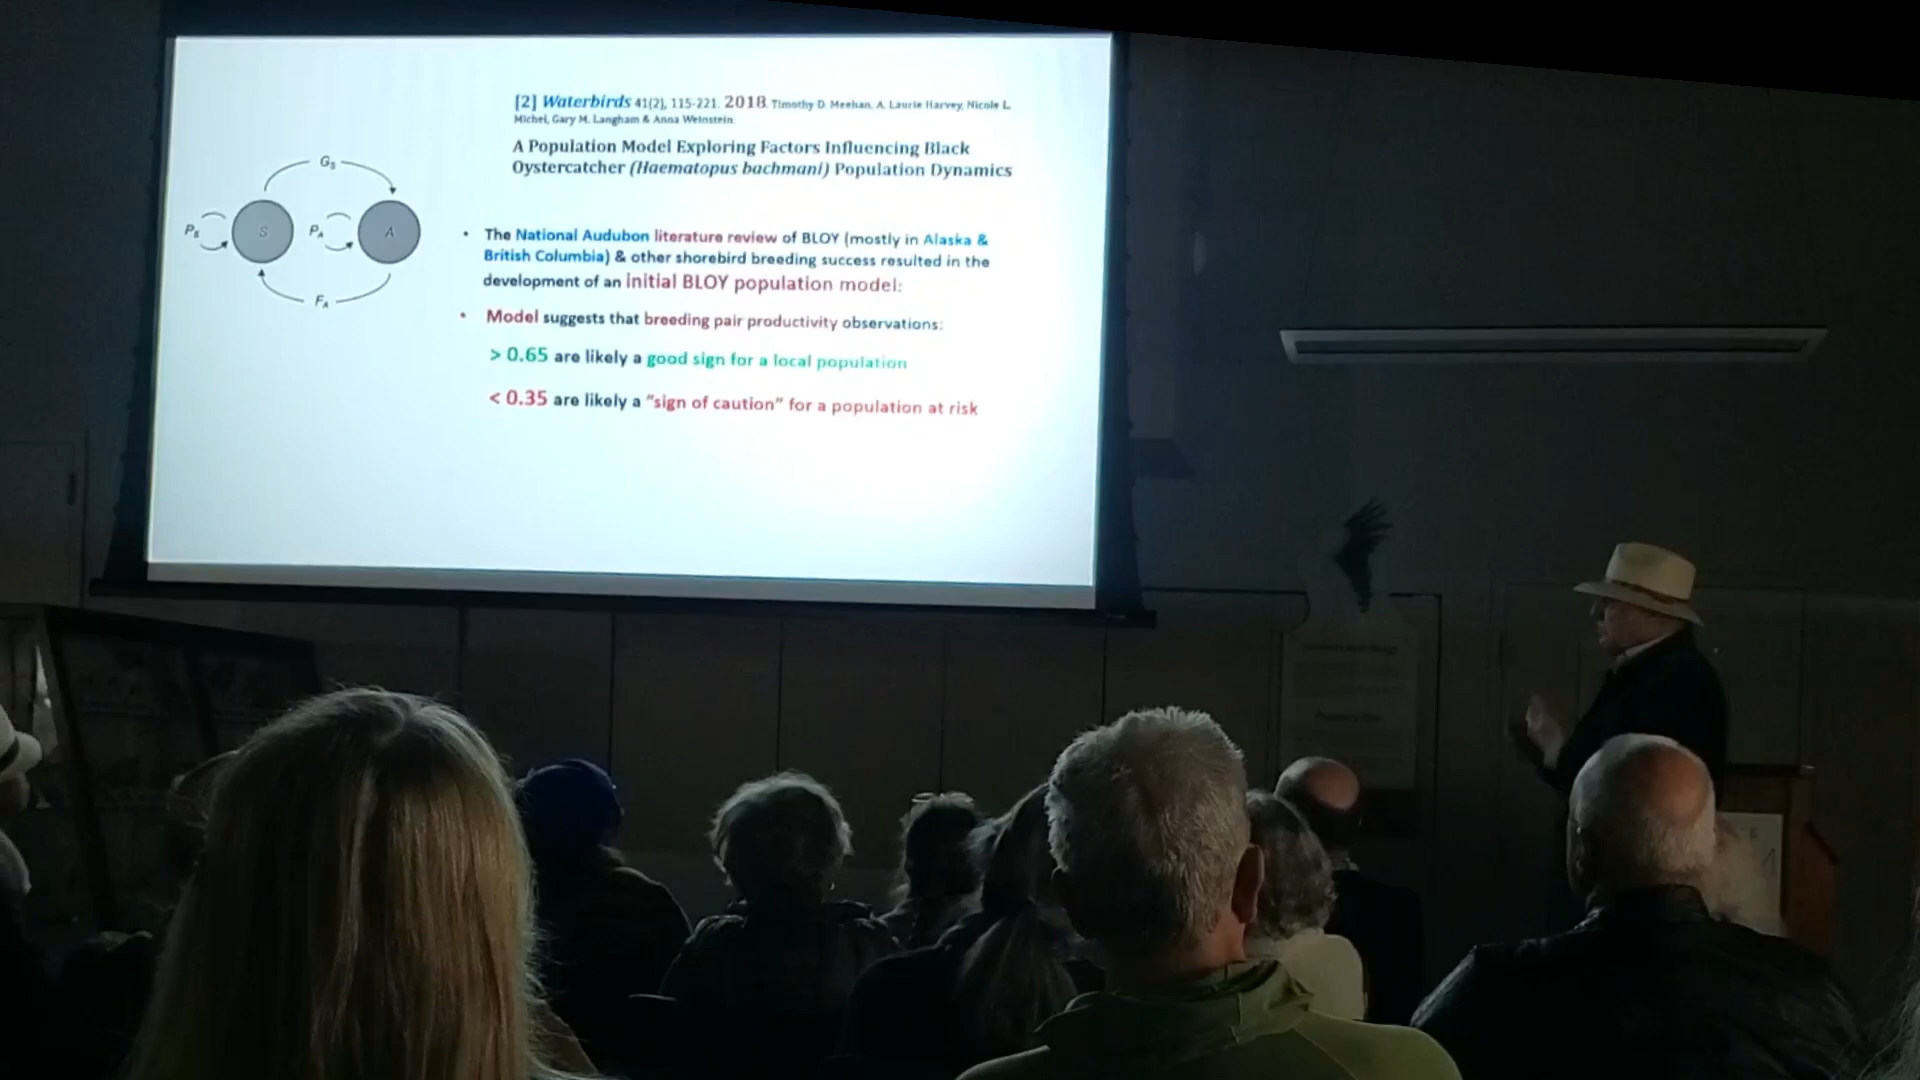 [2] Waterbirds 41(2), 115-221. 2018. Timothy D. Meehan, A. Laurie Harvey, Nicole L.
Michel, Gary M. Langham & Anna Weinstein.
A Population Model Exploring Factors Influencing Black
Oystercatcher (Haematopus bachmani) Population Dynamics
Gs
Ps
S
PA
A
FA
• The National Audubon literature review of BLOY (mostly in Alaska &
British Columbia) & other shorebird breeding success resulted in the
development of an initial BLOY population model:
• Model suggests that breeding pair productivity observations:
> 0.65 are likely a good sign for a local population
< 0.35 are likely a "sign of caution" for a population at risk